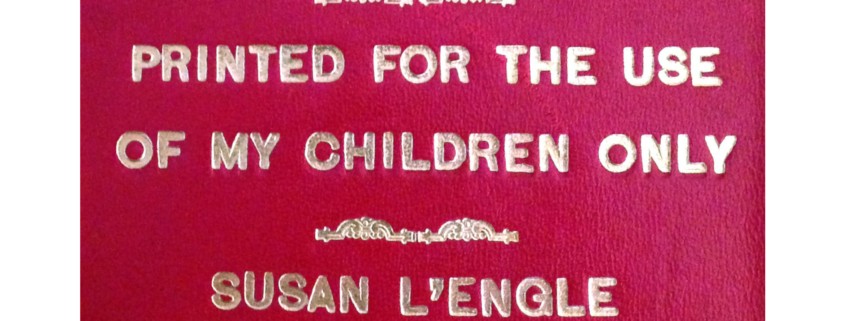 PRINTED FOR THE USE
OF MY CHILDREN ONLY
SUSAN L'ENGLE